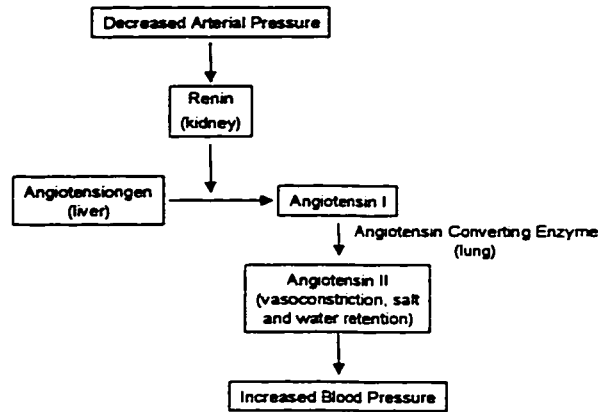 Decreased Arterial Pressure
Renin
(kidney)
Angiotensiongen
(liver)
Angiotensin I
Angiotensin Converting Enzyme
(lung)
Angiotensin II
(vasoconstriction, salt
and water retention)
Increased Blood Pressure